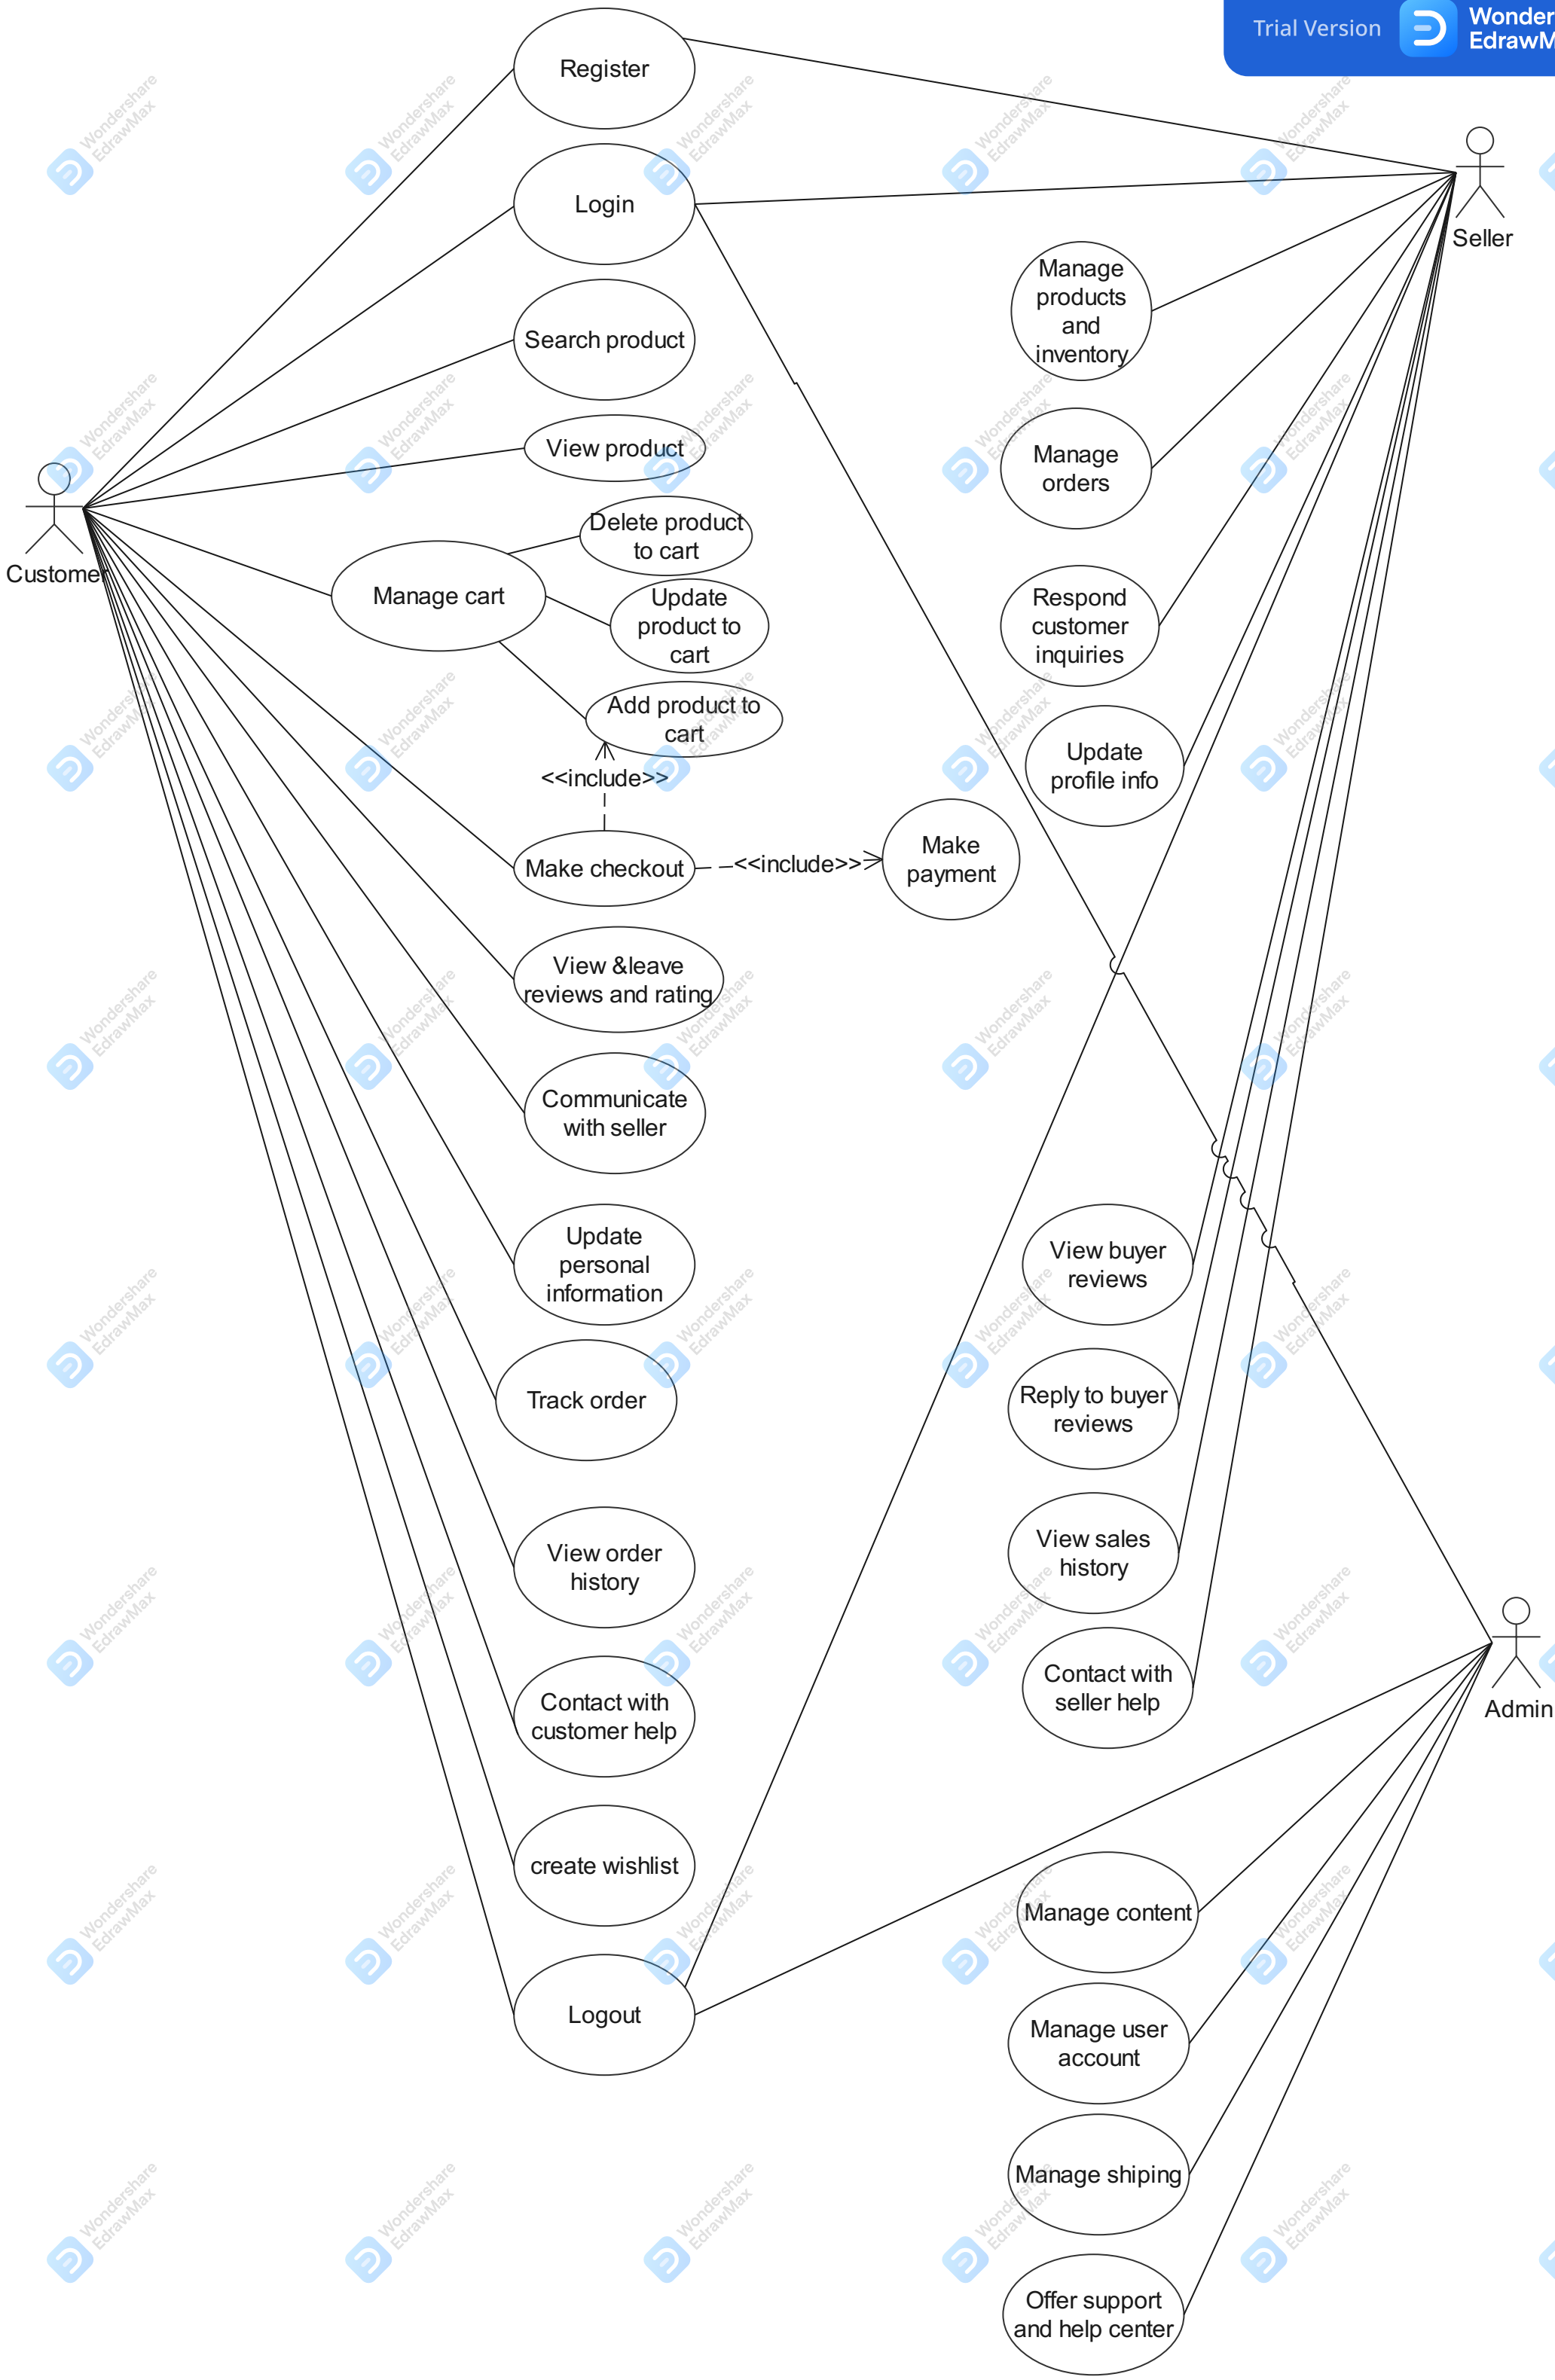 Trial Version
Wonder
EdrawM
Register
Login
Seller
Search product
Manage
products
and
inventory
View product
Manage
orders
Customer
Delete product
to cart
Manage cart
Update
product to
cart
Respond
customer
inquiries
Add product to
cart
Update
profile info
<<include>>
Make checkout
<<include>>
Make
payment
View &leave
reviews and rating
Communicate
with seller
Update
personal
information
View buyer
reviews
Track order
Reply to buyer
reviews
View order
history
View sales
history
Contact with
customer help
Contact with
seller help
Admin
create wishlist
Manage content
Logout
Manage user
account
Manage shiping
Offer support
and help center
Wondershare
EdrawMax